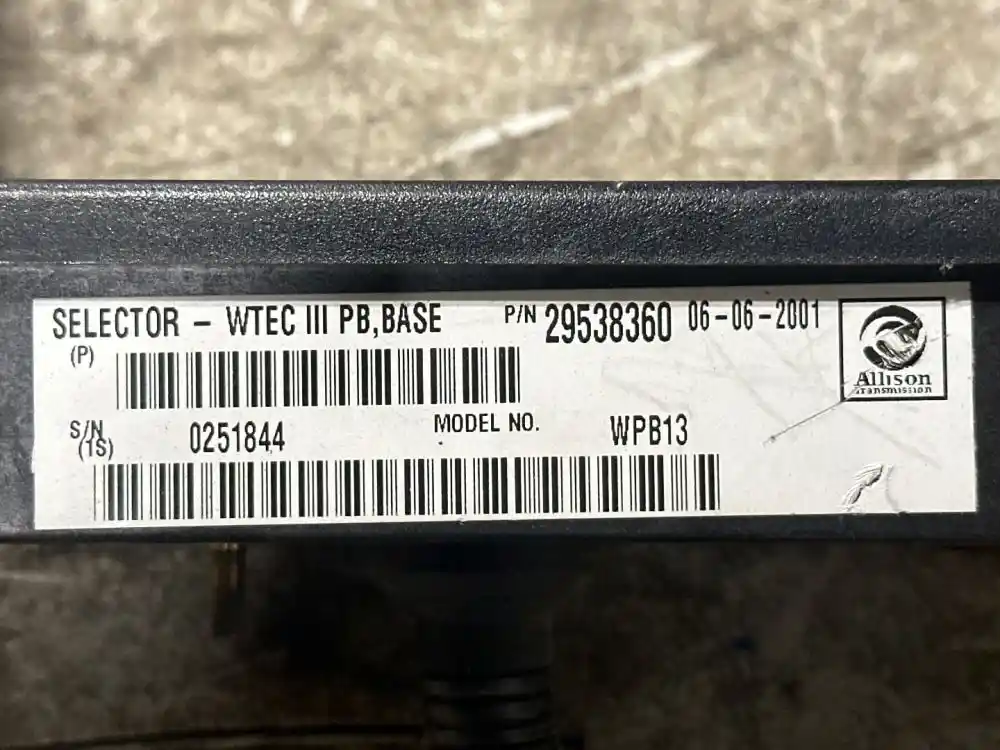 SELECTOR - WTEC III PB,BASE P/N 29538360 06-06-2001
(P)
Allison
Transmission
S/N 0251844 MODEL NO. WPB13
(1S)